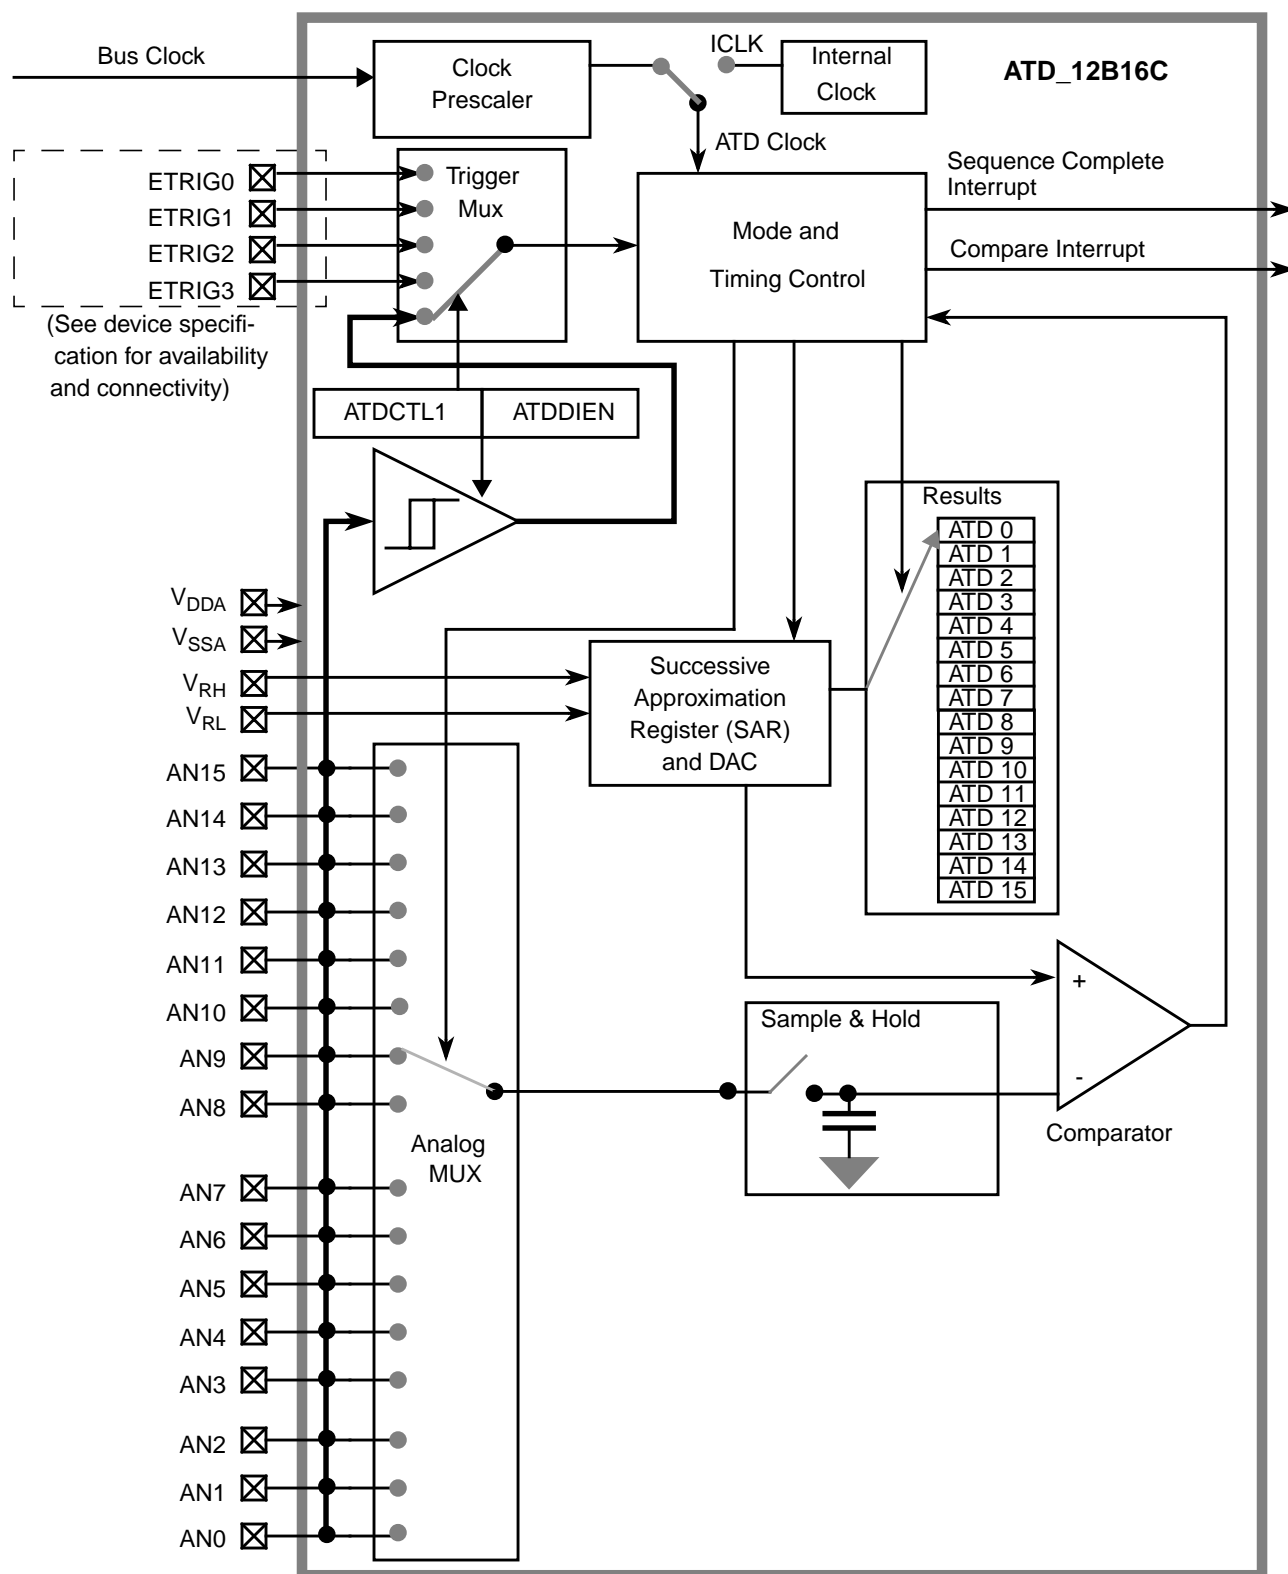 Bus Clock
Clock
Prescaler
ICLK
Internal
Clock
ATD_12B16C
ATD Clock
ETRIG0
ETRIG1
ETRIG2
ETRIG3
(See device specifi-
cation for availability
and connectivity)
Trigger
Mux
Mode and
Timing Control
Sequence Complete
Interrupt
Compare Interrupt
ATDCTL1
ATDDIEN
Results
ATD 0
ATD 1
ATD 2
ATD 3
ATD 4
ATD 5
ATD 6
ATD 7
ATD 8
ATD 9
ATD 10
ATD 11
ATD 12
ATD 13
ATD 14
ATD 15
VDDA
VSSA
VRH
VRL
Successive
Approximation
Register (SAR)
and DAC
AN15
AN14
AN13
AN12
AN11
AN10
AN9
AN8
AN7
AN6
AN5
AN4
AN3
AN2
AN1
AN0
Analog
MUX
Sample & Hold
+
-
Comparator